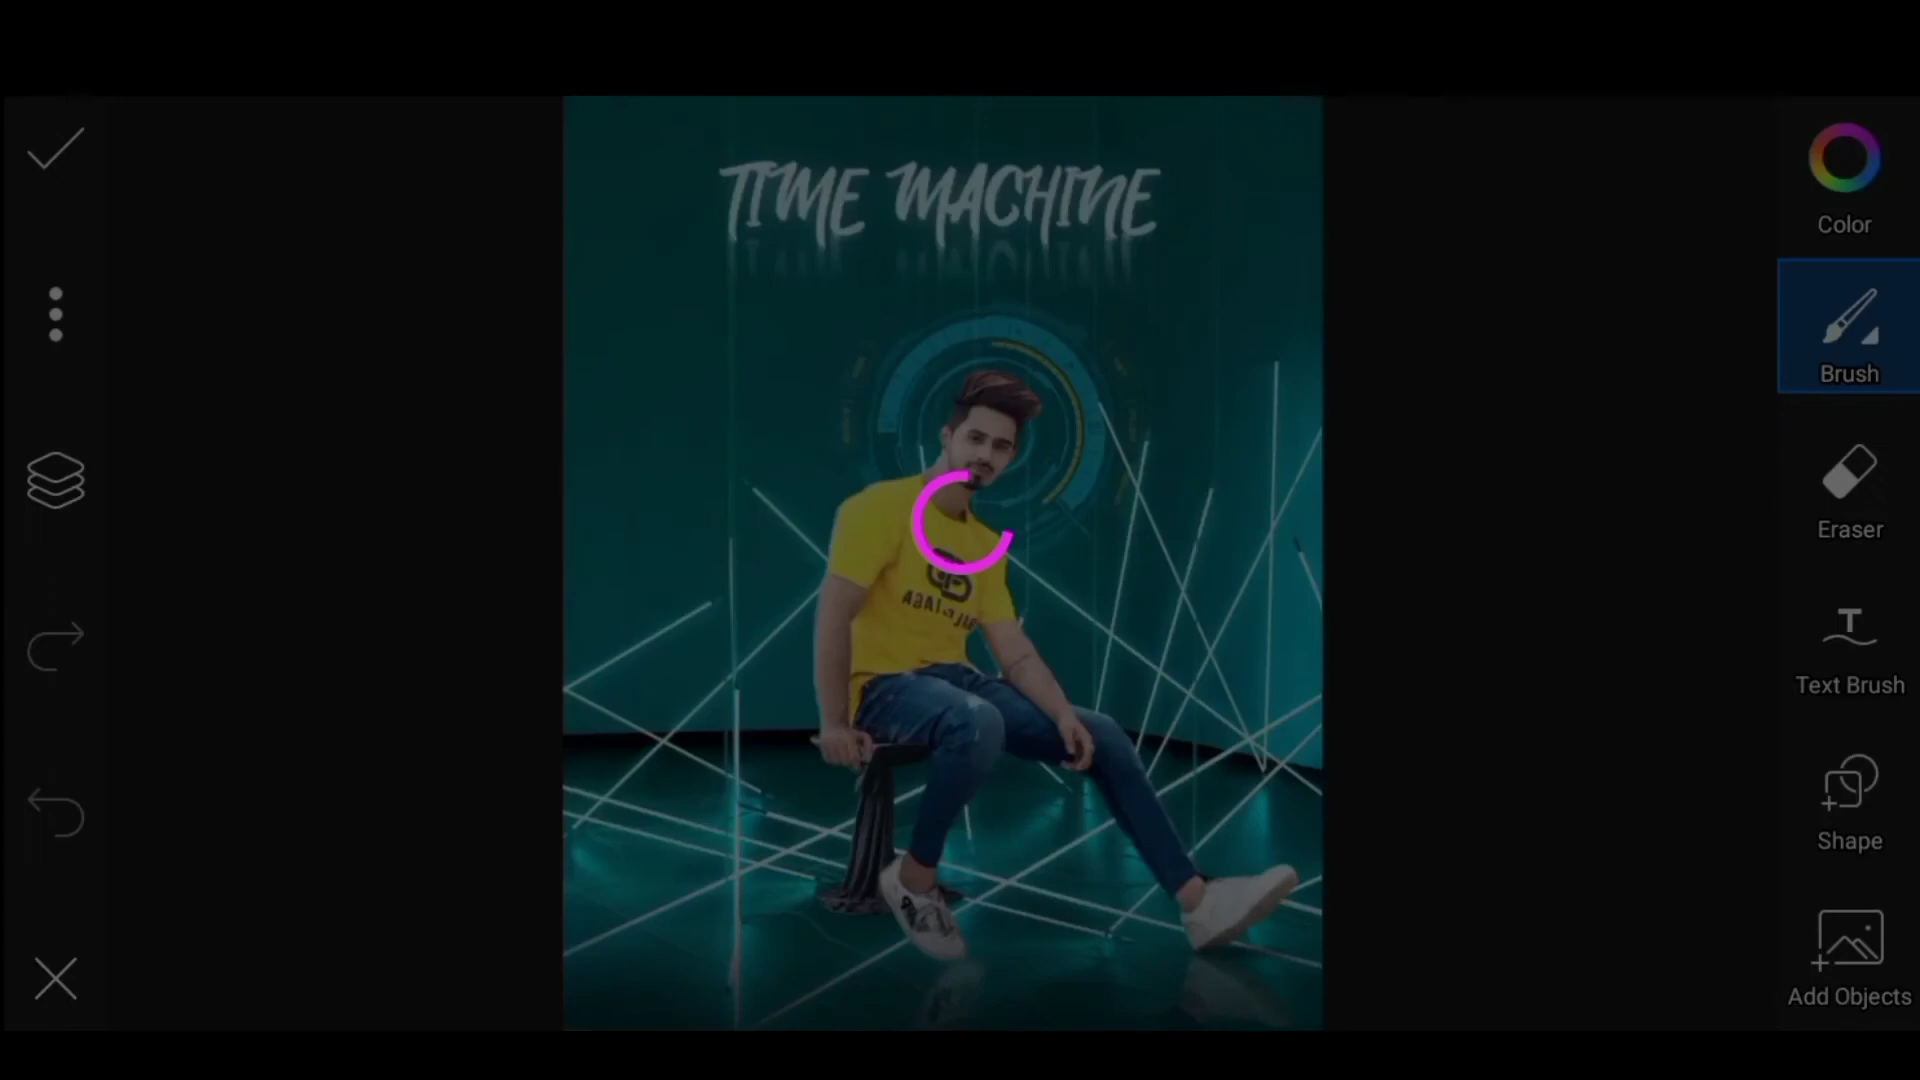 TIME MACHINE
Color
Brush
Eraser
Text Brush
Shape
Add Objects